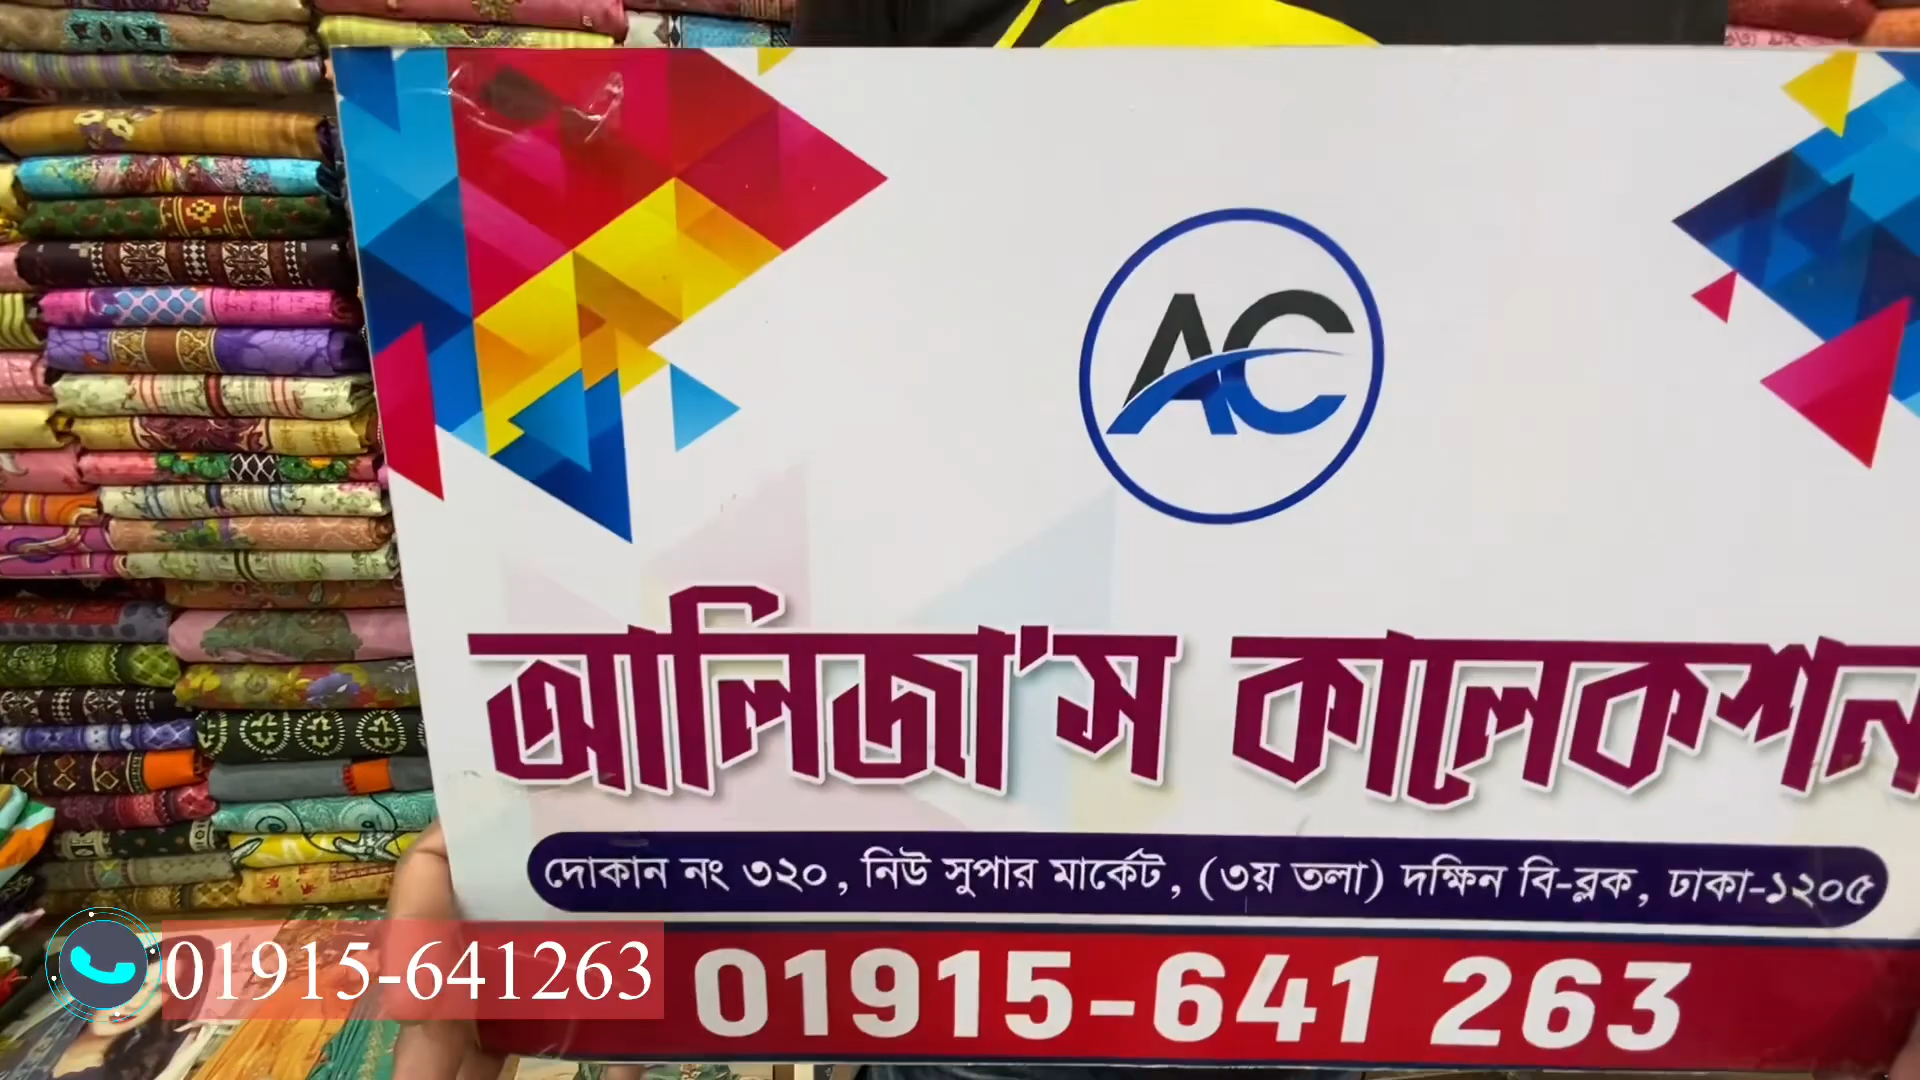 AC
আলিজা'স কালেকশন
দোকান নং ৩২০, নিউ সুপার মার্কেট, (৩য় তলা) দক্ষিন বি-ব্লক, ঢাকা-১২০৫
01915-641 263
01915-641263